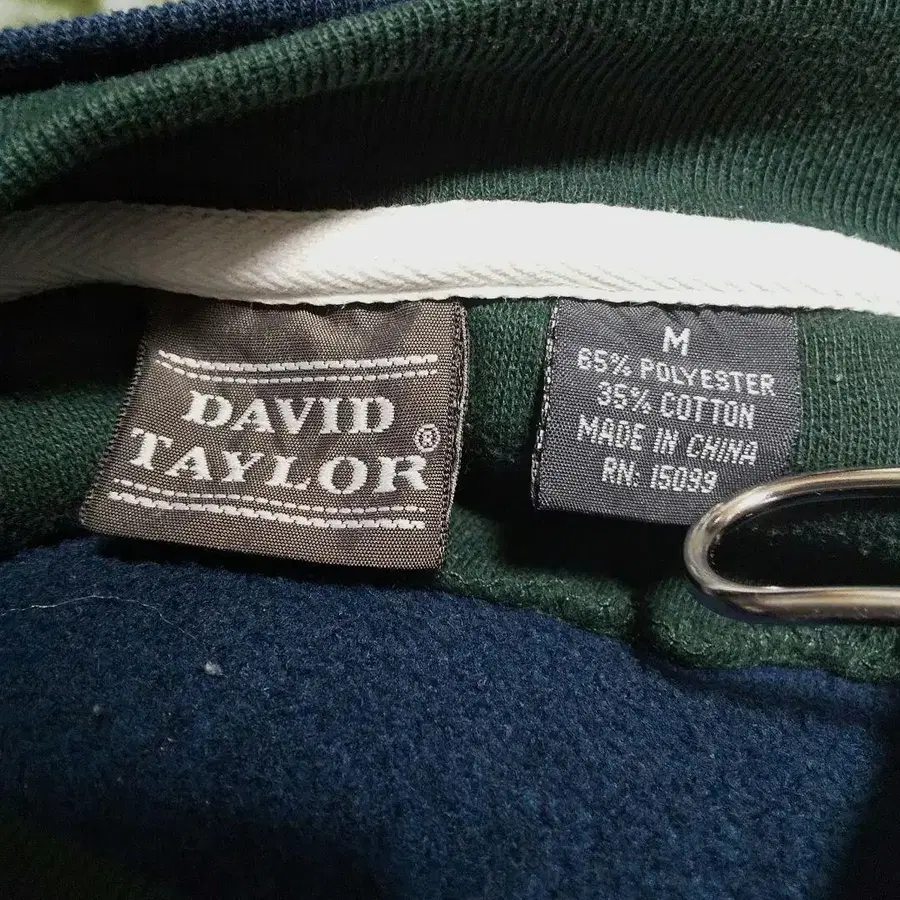 DAVID
TAYLOR®
M
65% POLYESTER
35% COTTON
MADE IN CHINA
RN: 15099